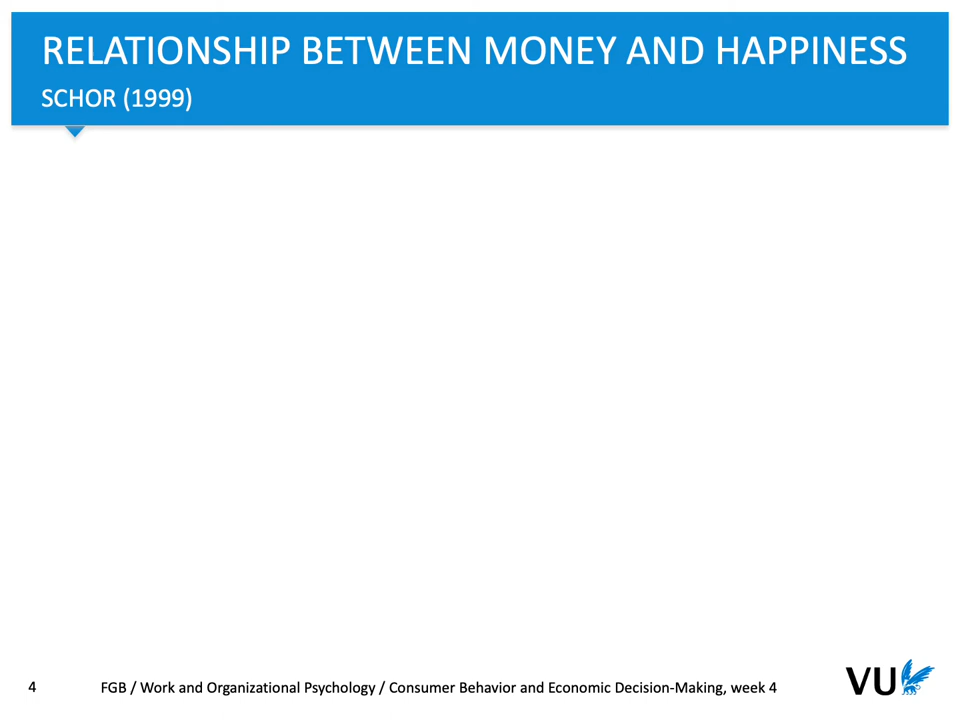 RELATIONSHIP BETWEEN MONEY AND HAPPINESS
SCHOR (1999)
4
FGB / Work and Organizational Psychology / Consumer Behavior and Economic Decision-Making, week 4
VU